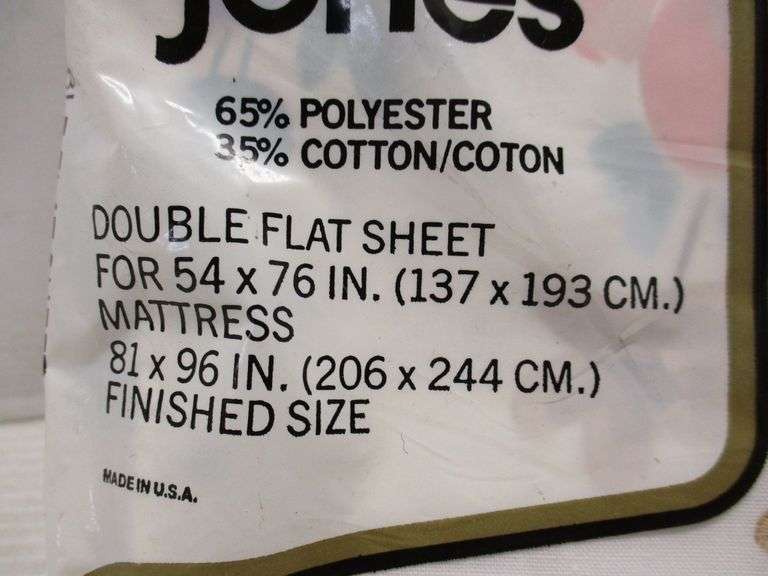 jones
65% POLYESTER
35% COTTON/COTON
DOUBLE FLAT SHEET
FOR 54 x 76 IN. (137 x 193 CM.)
MATTRESS
81 x 96 IN. (206 x 244 CM.)
FINISHED SIZE
MADE IN U.S.A.